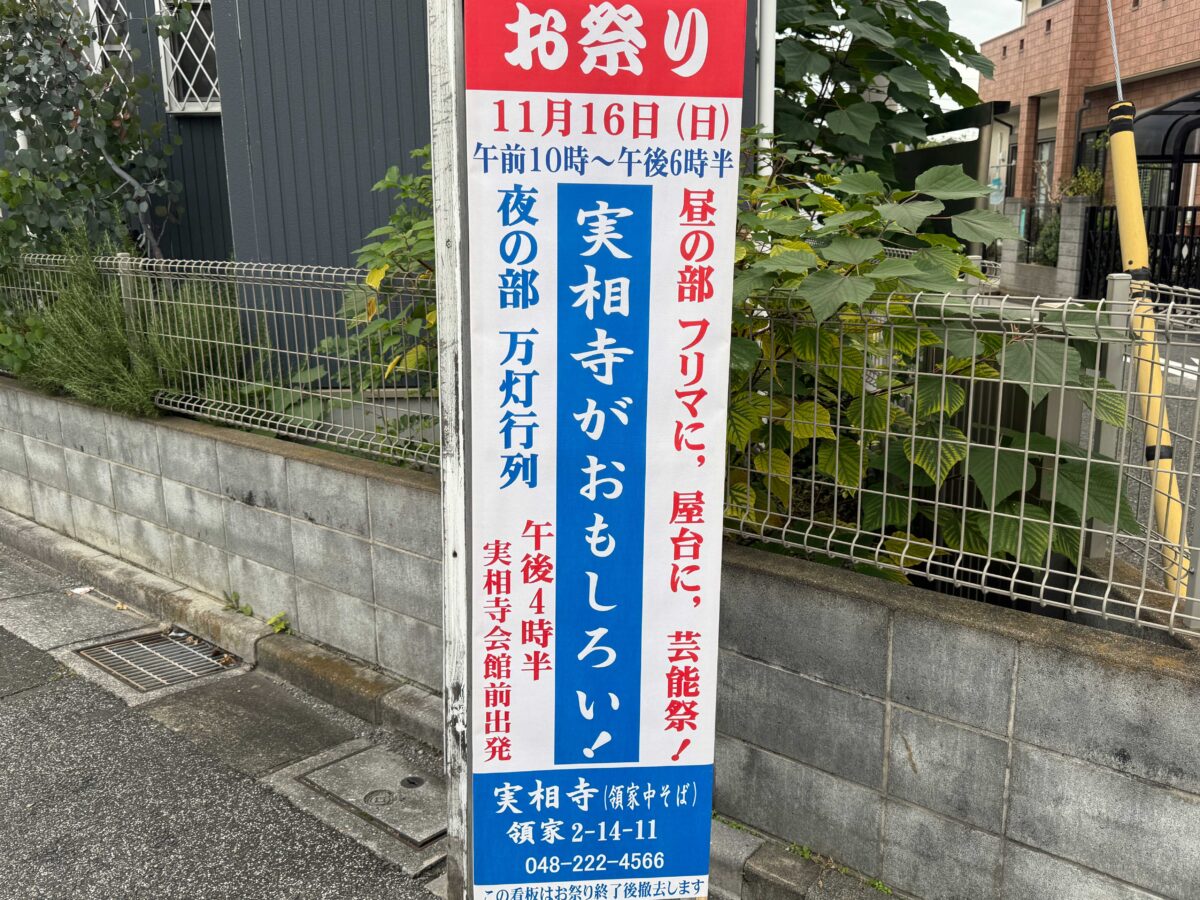 お祭り
11月16日(日)
午前10時〜午後6時半
昼の部 フリマに，屋台に，芸能祭！
実相寺がおもしろい！
夜の部 万灯行列
午後4時半
実相寺会館前出発
実相寺(領家中そば)
領家2-14-11
048-222-4566
この看板はお祭り終了後撤去します